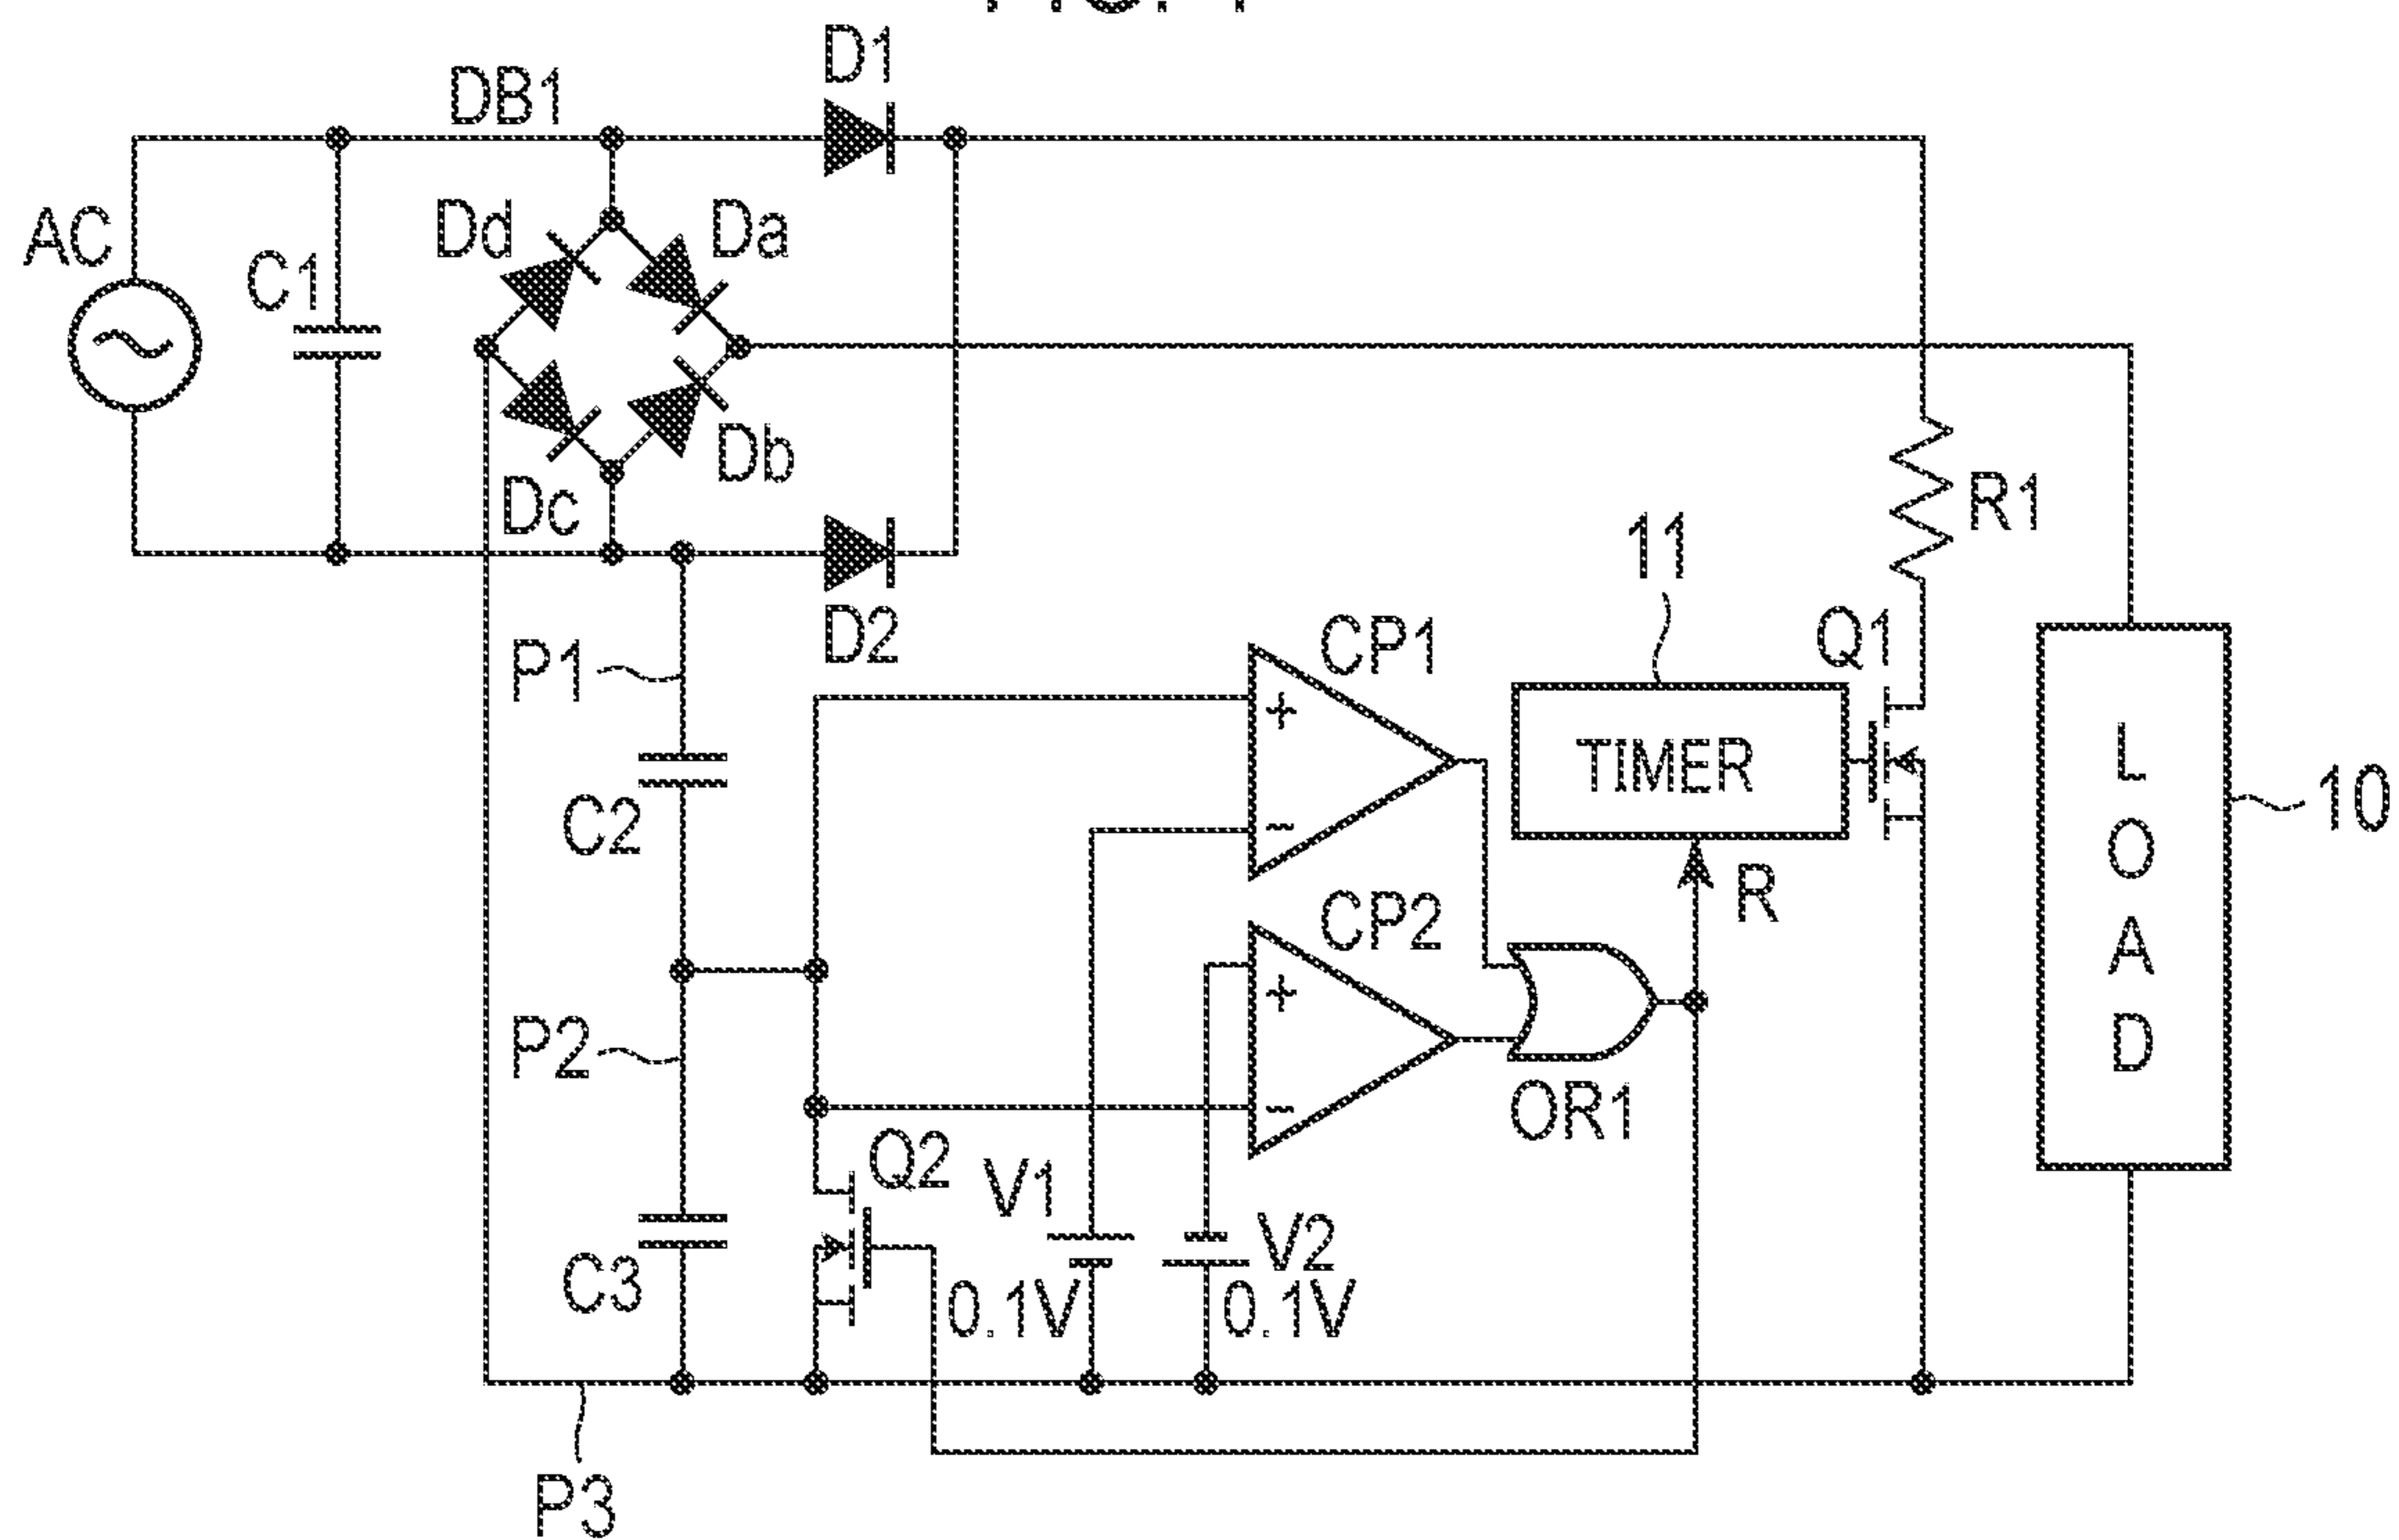 D1
DB1
AC
C1
Dd
Da
Db
Dc
R1
11
D2
P1
CP1
Q1
+
TIMER
C2
−
L
O
A
D
10
CP2
R
+
P2
−
OR1
Q2
V1
V2
C3
0.1V
0.1V
P3